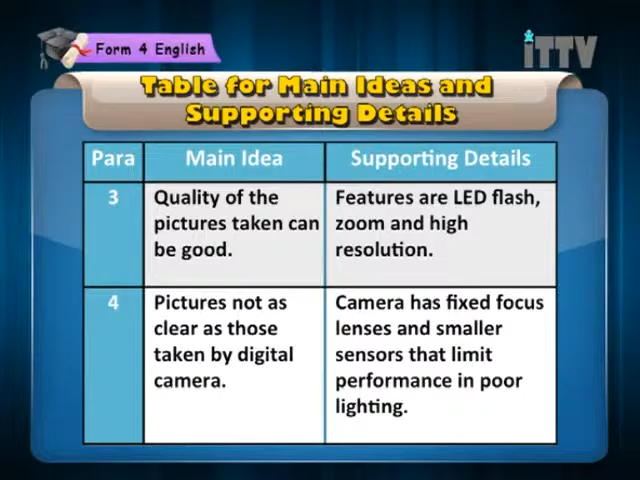 Form 4 English
iTTV
Table for Main Ideas and
Supporting Details
Para Main Idea Supporting Details
3 Quality of the Features are LED flash,
pictures taken can zoom and high
be good. resolution.
4 Pictures not as Camera has fixed focus
clear as those lenses and smaller
taken by digital sensors that limit
camera. performance in poor
lighting.